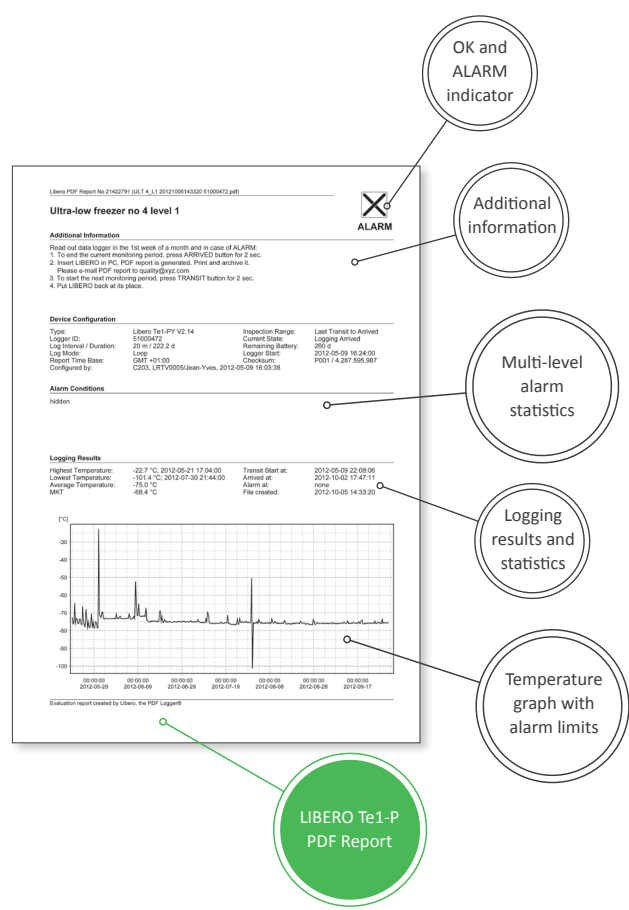 OK and
ALARM
indicator
Libero PDF Report No 21422791 (ULT 4_L1 20121006143320 51000472.pdf)
Ultra-low freezer no 4 level 1
ALARM
Additional
information
Additional Information
Read out data logger in the 1st week of a month and in case of ALARM:
1. To end the current monitoring period, press ARRIVED button for 2 sec.
2. Insert LIBERO in PC, PDF report is generated. Print and archive it.
Please e-mail PDF report to quality@xyz.com
3. To start the next monitoring period, press TRANSIT button for 2 sec.
4. Put LIBERO back at its place.
Device Configuration
Type: Libero Te1-PY V2.14 Inspection Range: Last Transit to Arrived
Logger ID: 51000472 Current State: Logging Arrived
Log Interval / Duration: 20 m / 222.2 d Remaining Battery: 260 d
Log Mode: Loop Logger Start: 2012-05-09 16:24:00
Report Time Base: GMT +01:00 Checksum: P001 / 4.287.595.987
Configured by: C203, LRTV0005/Jean-Yves, 2012-05-09 16:03:38
Multi-level
alarm
statistics
Alarm Conditions
hidden
Logging Results
Highest Temperature: -22.7 °C; 2012-05-21 17:04:00 Transit Start at: 2012-05-09 22:08:06
Lowest Temperature: -101.4 °C; 2012-07-30 21:44:00 Arrived at: 2012-10-02 17:47:11
Average Temperature: -75.0 °C Alarm at: none
MKT -68.4 °C File created: 2012-10-05 14:33:20
Logging
results and
statistics
[°C]
-30
-40
-50
-60
-70
-80
-90
-100
00:00:00 00:00:00 00:00:00 00:00:00 00:00:00 00:00:00 00:00:00
2012-05-20 2012-06-09 2012-06-29 2012-07-19 2012-08-08 2012-08-28 2012-09-17
Temperature
graph with
alarm limits
Evaluation report created by Libero, the PDF Logger®
LIBERO Te1-P
PDF Report